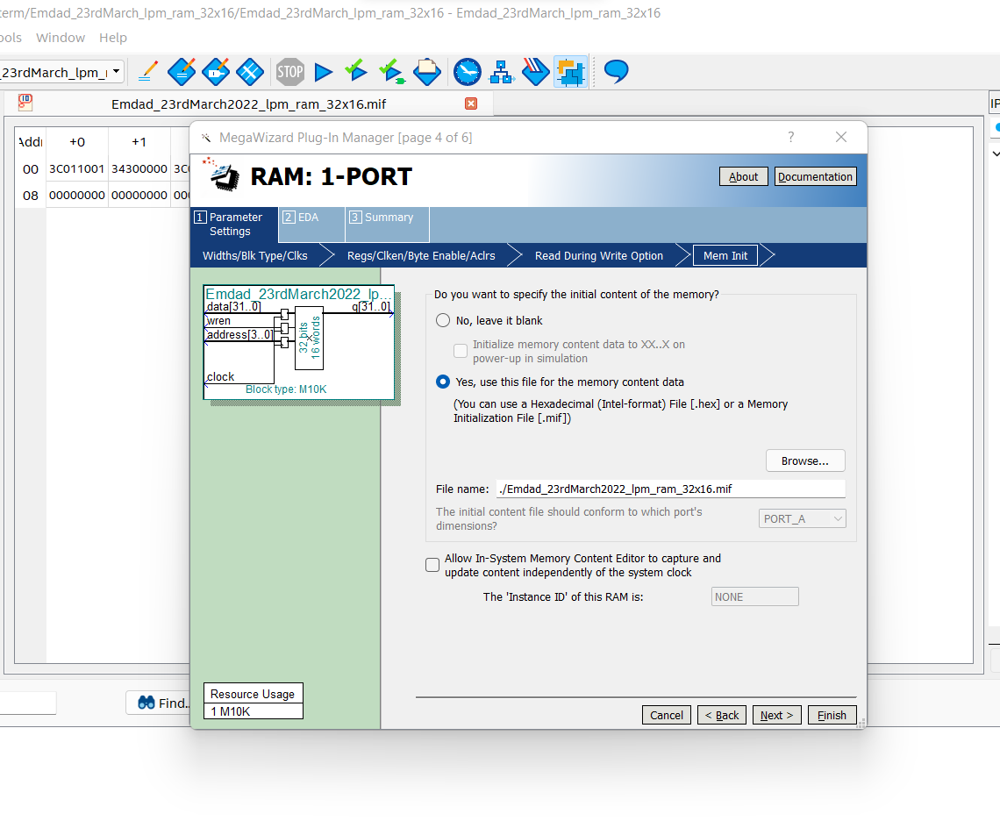 term/Emdad_23rdMarch_lpm_ram_32x16/Emdad_23rdMarch_lpm_ram_32x16 - Emdad_23rdMarch_lpm_ram_32x16
ools Window Help
_23rdMarch_lpm_r
STOP
Emdad_23rdMarch2022_lpm_ram_32x16.mif
Addr +0 +1
00 3C011001 34300000 3C0
08 00000000 00000000 000
IP
MegaWizard Plug-In Manager [page 4 of 6]
?
RAM: 1-PORT
About Documentation
1 Parameter Settings
2 EDA
3 Summary
Widths/Blk Type/Clks
Regs/Clken/Byte Enable/Aclrs
Read During Write Option
Mem Init
Emdad_23rdMarch2022_lp...
data[31..0] q[31..0]
wren
address[3..0]
32 bits
16 words
clock
Block type: M10K
Do you want to specify the initial content of the memory?
No, leave it blank
Initialize memory content data to XX..X on
power-up in simulation
Yes, use this file for the memory content data
(You can use a Hexadecimal (Intel-format) File [.hex] or a Memory
Initialization File [.mif])
Browse...
File name: ./Emdad_23rdMarch2022_lpm_ram_32x16.mif
The initial content file should conform to which port's
dimensions?
PORT_A
Allow In-System Memory Content Editor to capture and
update content independently of the system clock
The 'Instance ID' of this RAM is: NONE
Resource Usage
1 M10K
Find..
Cancel < Back Next > Finish